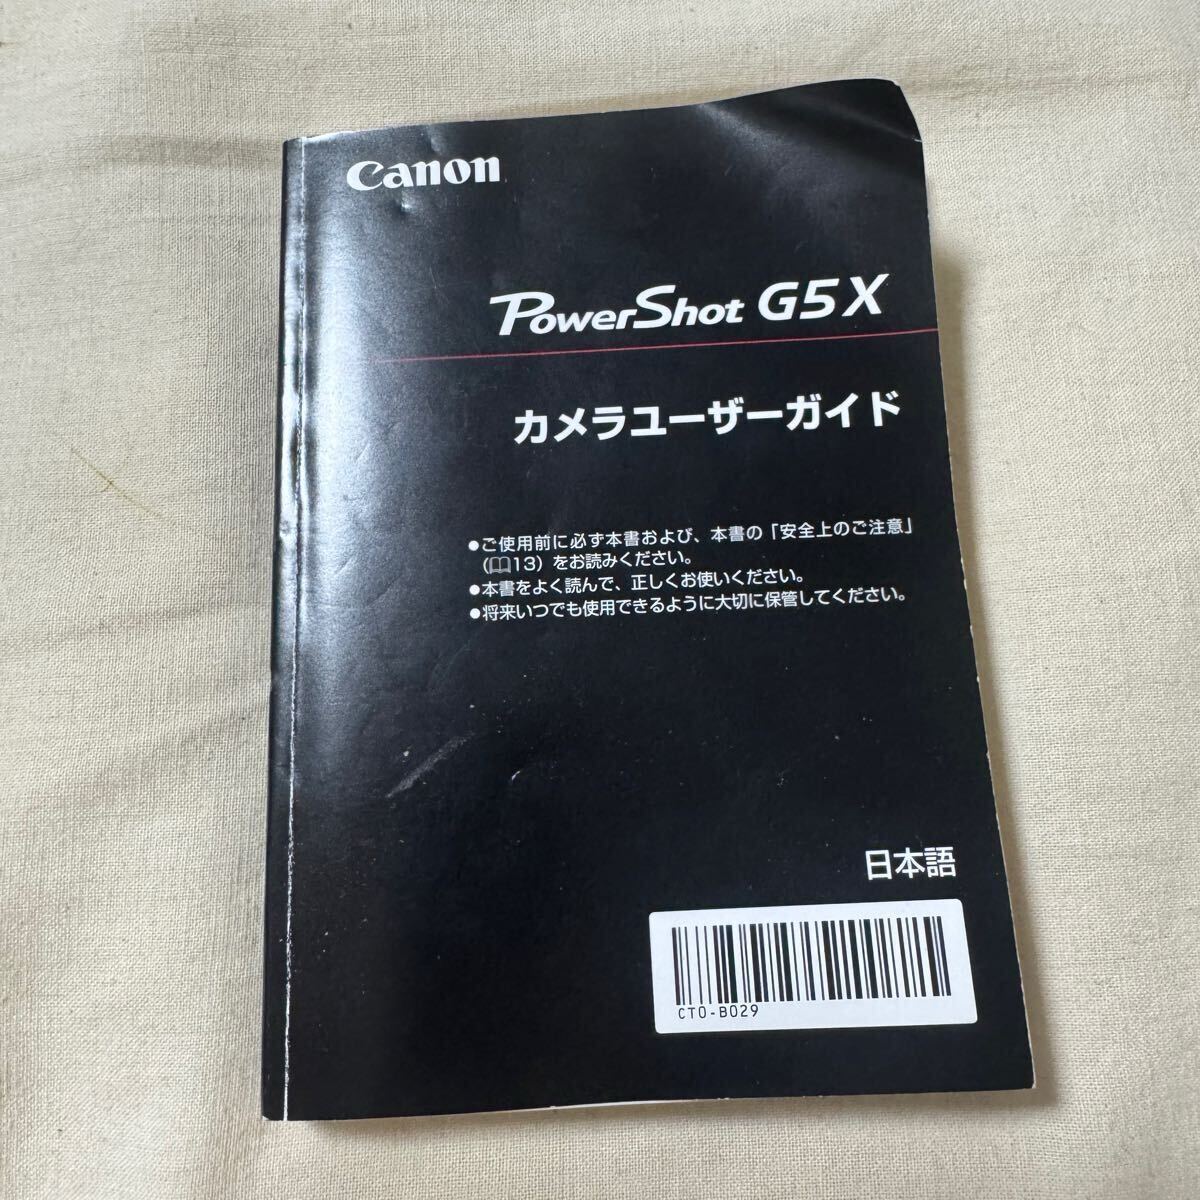 Canon
PowerShot G5 X
カメラユーザーガイド
●ご使用前に必ず本書および、本書の「安全上のご注意」
(📖13) をお読みください。
●本書をよく読んで、正しくお使いください。
●将来いつでも使用できるように大切に保管してください。
日本語
CT0-B029